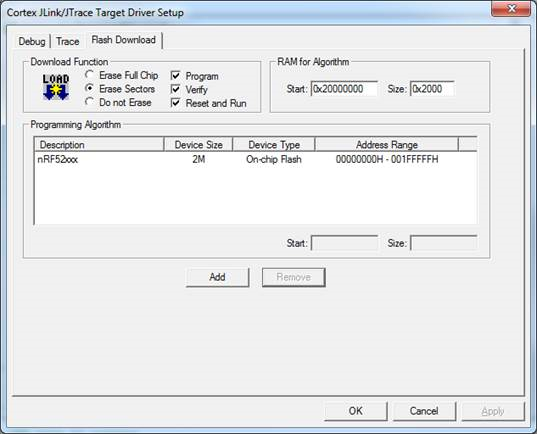 Cortex JLink/JTrace Target Driver Setup
Debug Trace Flash Download
Download Function
LOAD
Erase Full Chip
Erase Sectors
Do not Erase
Program
Verify
Reset and Run
RAM for Algorithm
Start: 0x20000000 Size: 0x2000
Programming Algorithm
Description Device Size Device Type Address Range
nRF52xxx 2M On-chip Flash 00000000H - 001FFFFFH
Start: Size:
Add Remove
OK Cancel Apply